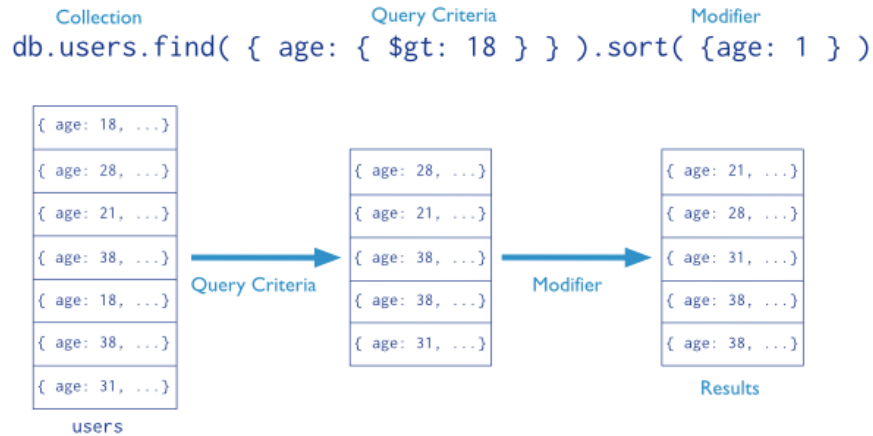 Collection
Query Criteria
Modifier
db.users.find( { age: { $gt: 18 } } ).sort( {age: 1 } )
{ age: 18, ...}
{ age: 28, ...}
{ age: 21, ...}
{ age: 38, ...}
{ age: 18, ...}
{ age: 38, ...}
{ age: 31, ...}
users
Query Criteria
{ age: 28, ...}
{ age: 21, ...}
{ age: 38, ...}
{ age: 38, ...}
{ age: 31, ...}
Modifier
{ age: 21, ...}
{ age: 28, ...}
{ age: 31, ...}
{ age: 38, ...}
{ age: 38, ...}
Results